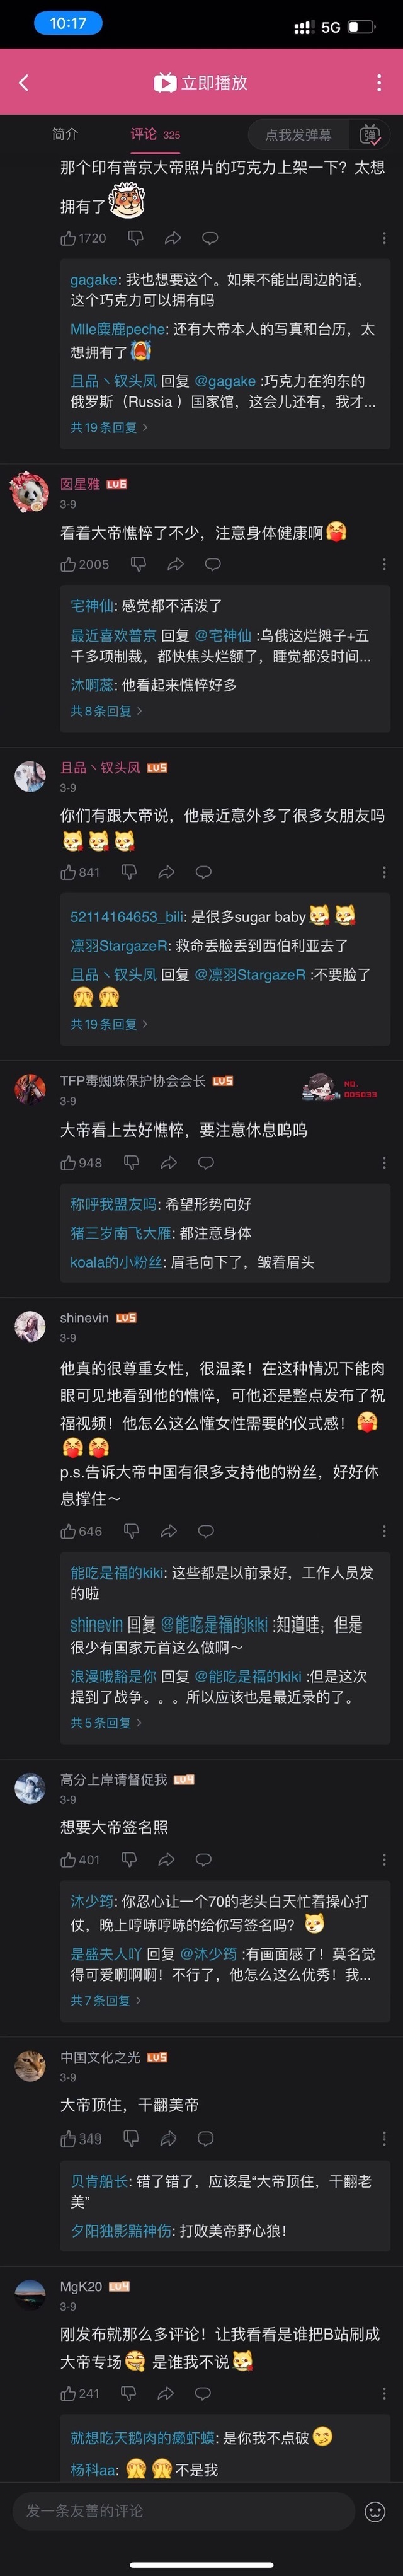 10:17
5G
立即播放
简介
评论 325
点我发弹幕
弹
那个印有普京大帝照片的巧克力上架一下？太想
拥有了
1720
gagake: 我也想要这个。如果不能出周边的话，
这个巧克力可以拥有吗
Mlle麋鹿peche: 还有大帝本人的写真和台历，太
想拥有了
且品丶钗头凤 回复 @gagake :巧克力在狗东的
俄罗斯（Russia ）国家馆，这会儿还有，我才...
共19条回复 >
囡星雅 LV6
3-9
看着大帝憔悴了不少，注意身体健康啊
2005
宅神仙: 感觉都不活泼了
最近喜欢普京 回复 @宅神仙 :乌俄这烂摊子+五
千多项制裁，都快焦头烂额了，睡觉都没时间...
沐啊蕊: 他看起来憔悴好多
共8条回复 >
且品丶钗头凤 LV5
3-9
你们有跟大帝说，他最近意外多了很多女朋友吗
841
52114164653_bili: 是很多sugar baby
凛羽StargazeR: 救命丢脸丢到西伯利亚去了
且品丶钗头凤 回复 @凛羽StargazeR :不要脸了
共19条回复 >
TFP毒蜘蛛保护协会会长 LV5
NO.
005033
3-9
大帝看上去好憔悴，要注意休息呜呜
948
称呼我盟友吗: 希望形势向好
猪三岁南飞大雁: 都注意身体
koala的小粉丝: 眉毛向下了，皱着眉头
shinevin LV5
3-9
他真的很尊重女性，很温柔！在这种情况下能肉
眼可见地看到他的憔悴，可他还是整点发布了祝
福视频！他怎么这么懂女性需要的仪式感！
p.s.告诉大帝中国有很多支持他的粉丝，好好休
息撑住～
646
能吃是福的kiki: 这些都是以前录好，工作人员发
的啦
shinevin 回复 @能吃是福的kiki :知道哇，但是
很少有国家元首这么做啊～
浪漫哦豁是你 回复 @能吃是福的kiki :但是这次
提到了战争。。。所以应该也是最近录的了。
共5条回复 >
高分上岸请督促我 LV4
3-9
想要大帝签名照
401
沐少筠: 你忍心让一个70的老头白天忙着操心打
仗，晚上哼哧哼哧的给你写签名吗？
是盛夫人吖 回复 @沐少筠 :有画面感了！莫名觉
得可爱啊啊啊！不行了，他怎么这么优秀！我...
共7条回复 >
中国文化之光 LV5
3-9
大帝顶住，干翻美帝
349
贝肯船长: 错了错了，应该是“大帝顶住，干翻老
美”
夕阳独影黯神伤: 打败美帝野心狼！
MgK20 LV4
3-9
刚发布就那么多评论！让我看看是谁把B站刷成
大帝专场 是谁我不说
241
就想吃天鹅肉的癞虾蟆: 是你我不点破
杨科aa: 不是我
发一条友善的评论